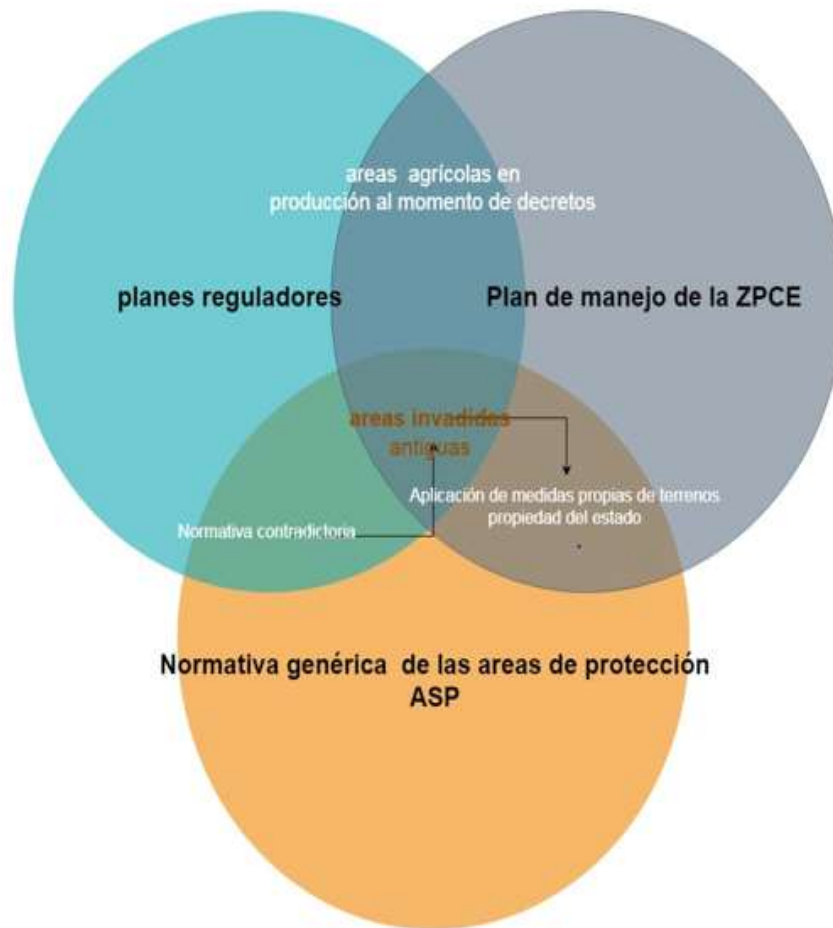 areas agrícolas en
producción al momento de decretos
planes reguladores
Plan de manejo de la ZPCE
areas invadidas
antiguas
Aplicación de medidas propias de terrenos
propiedad del estado
Normativa contradictoria
Normativa genérica de las areas de protección
ASP